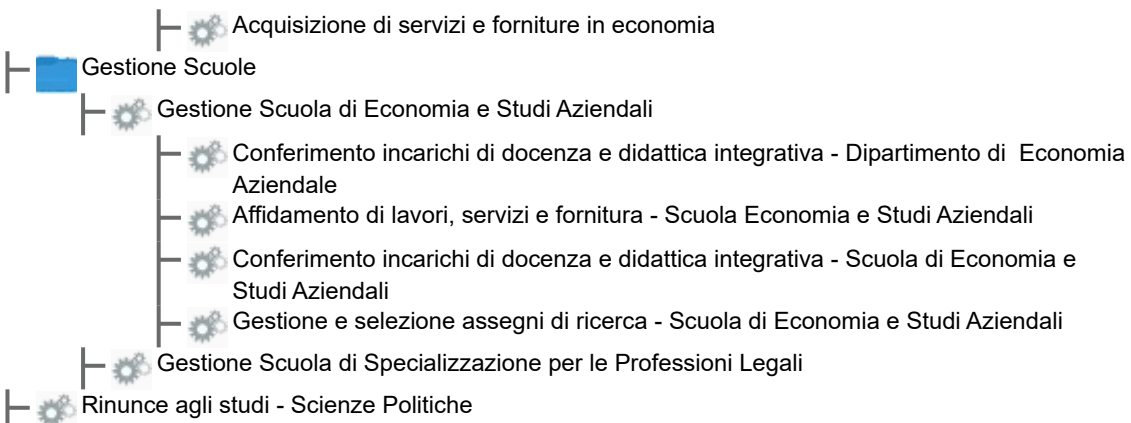 Acquisizione di servizi e forniture in economia
Gestione Scuole
Gestione Scuola di Economia e Studi Aziendali
Conferimento incarichi di docenza e didattica integrativa - Dipartimento di  Economia
Aziendale
Affidamento di lavori, servizi e fornitura - Scuola Economia e Studi Aziendali
Conferimento incarichi di docenza e didattica integrativa - Scuola di Economia e
Studi Aziendali
Gestione e selezione assegni di ricerca - Scuola di Economia e Studi Aziendali
Gestione Scuola di Specializzazione per le Professioni Legali
Rinunce agli studi - Scienze Politiche